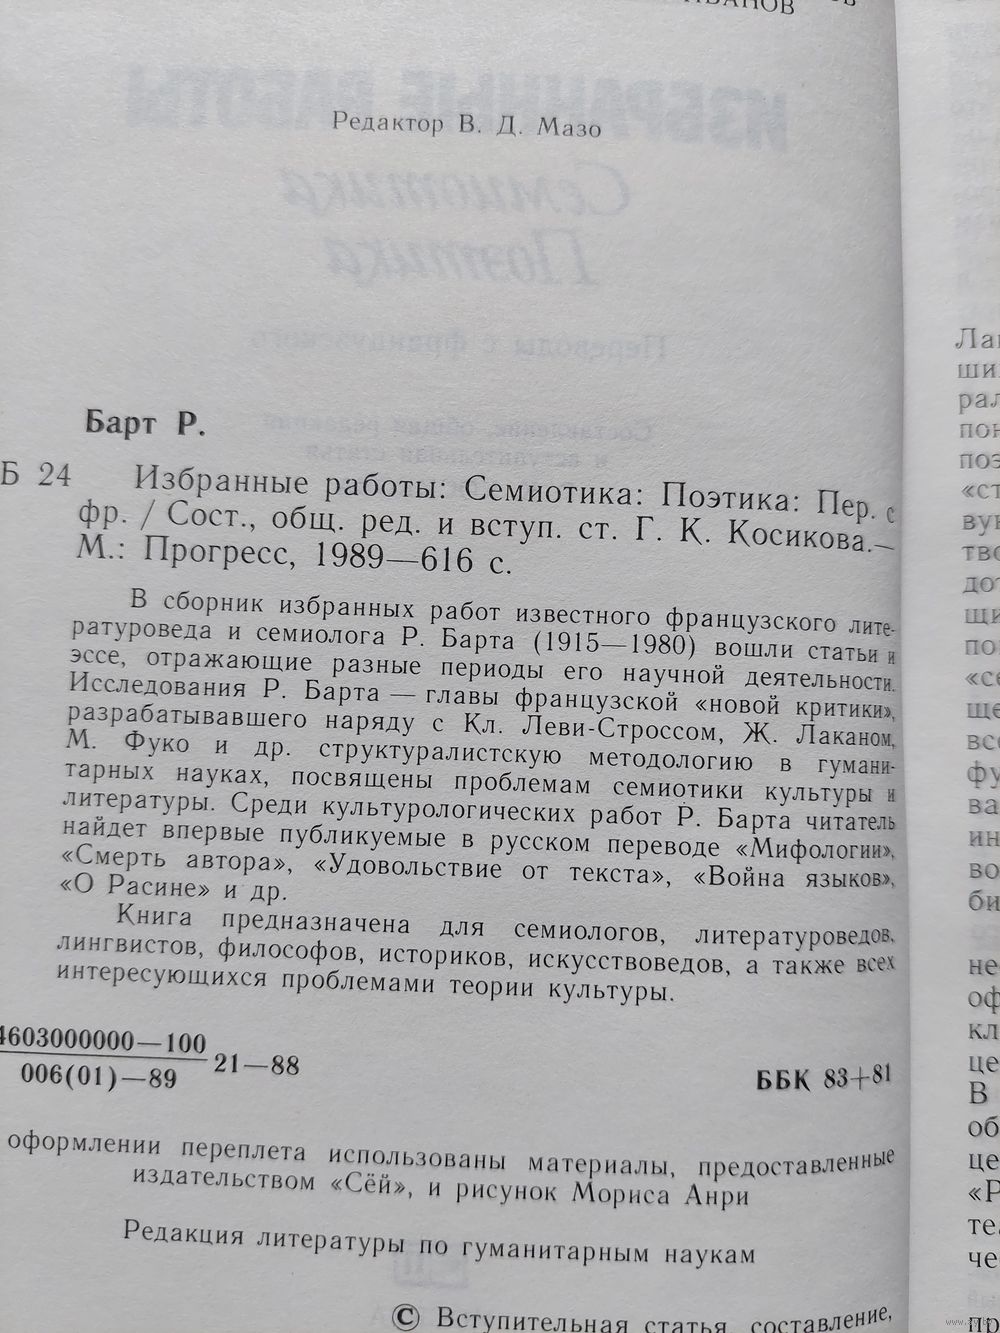 ИВАНОВ
Редактор В. Д. Мазо
Барт Р.
Б 24 Избранные работы: Семиотика: Поэтика: Пер. с
фр. / Сост., общ. ред. и вступ. ст. Г. К. Косикова.—
М.: Прогресс, 1989—616 с.
В сборник избранных работ известного французского лите-
ратуроведа и семиолога Р. Барта (1915—1980) вошли статьи и
эссе, отражающие разные периоды его научной деятельности.
Исследования Р. Барта — главы французской «новой критики»,
разрабатывавшего наряду с Кл. Леви-Строссом, Ж. Лаканом,
М. Фуко и др. структуралистскую методологию в гумани-
тарных науках, посвящены проблемам семиотики культуры и
литературы. Среди культурологических работ Р. Барта читатель
найдет впервые публикуемые в русском переводе «Мифологии»,
«Смерть автора», «Удовольствие от текста», «Война языков»,
«О Расине» и др.
Книга предназначена для семиологов, литературоведов,
лингвистов, философов, историков, искусствоведов, а также всех
интересующихся проблемами теории культуры.
4603000000—100
006(01)—89
21—88
ББК 83+81
оформлении переплета использованы материалы, предоставленные
издательством «Сёй», и рисунок Мориса Анри
Редакция литературы по гуманитарным наукам
© Вступительная статья, составление,